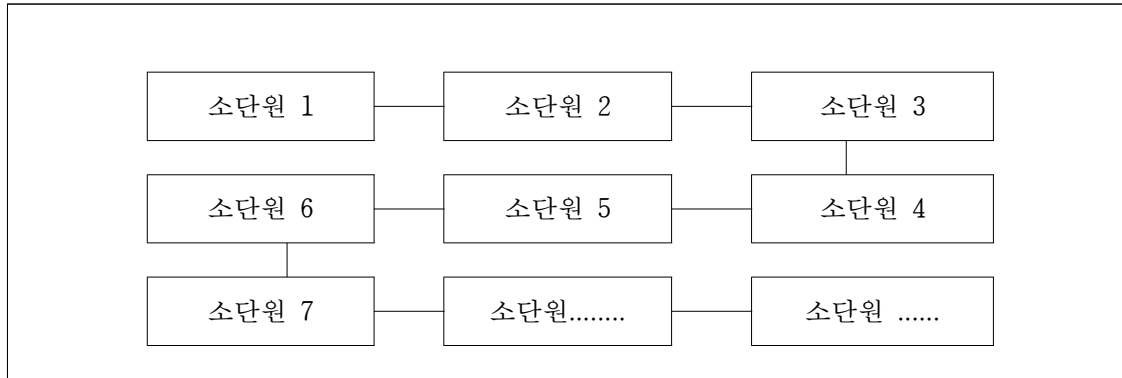 소단원 1 소단원 2 소단원 3
소단원 6 소단원 5 소단원 4
소단원 7 소단원........ 소단원 ......